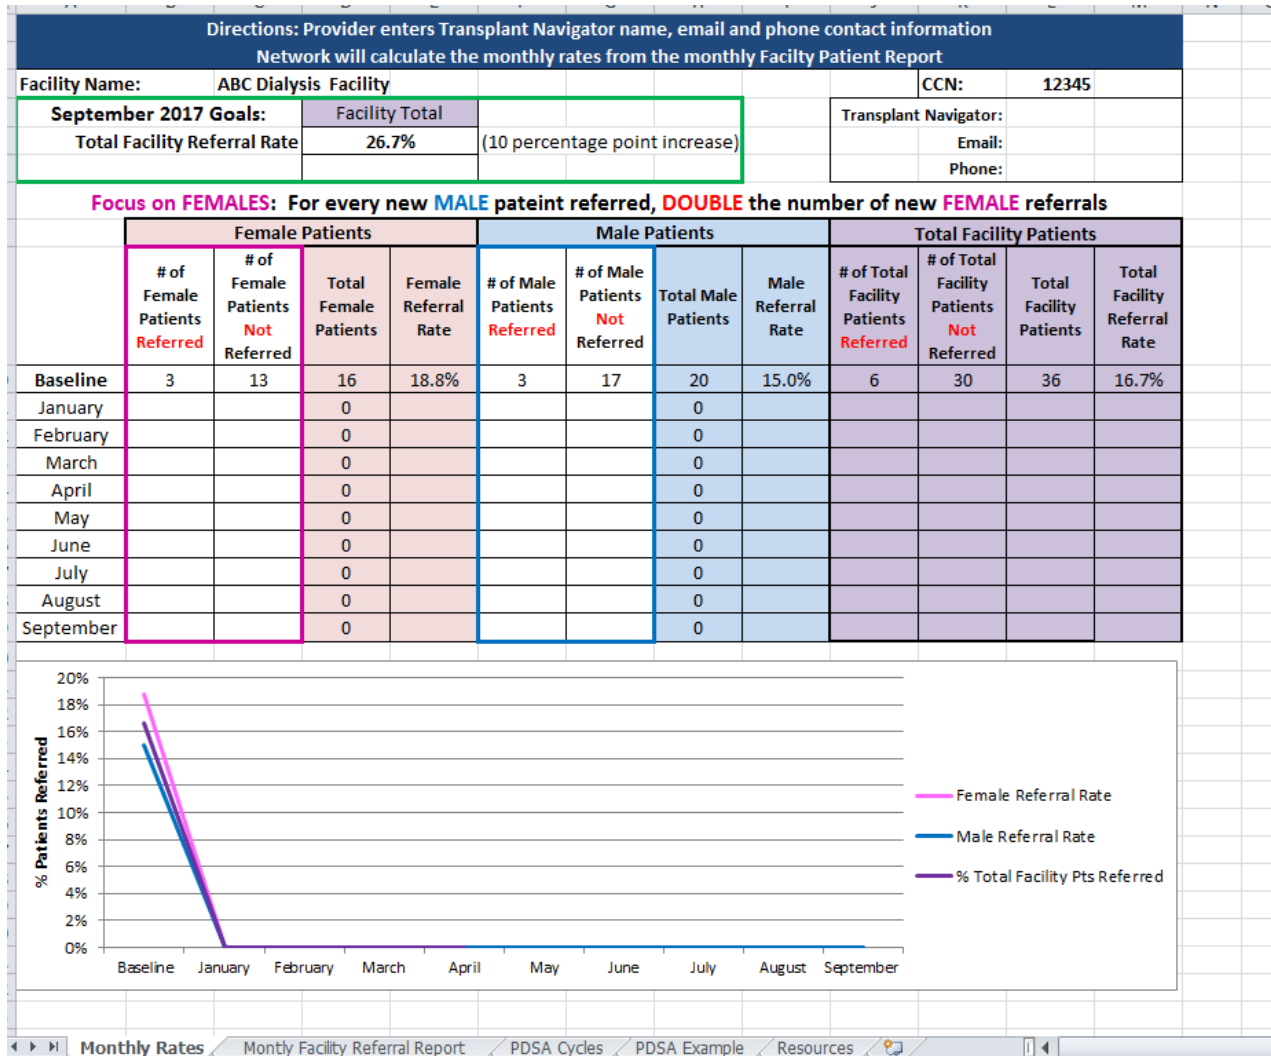 Directions: Provider enters Transplant Navigator name, email and phone contact information
Network will calculate the monthly rates from the monthly Facilty Patient Report
Facility Name: ABC Dialysis Facility CCN: 12345
September 2017 Goals: Facility Total Transplant Navigator:
Total Facility Referral Rate 26.7% (10 percentage point increase) Email:
Phone:
Focus on FEMALES: For every new MALE pateint referred, DOUBLE the number of new FEMALE referrals
Female Patients Male Patients Total Facility Patients
# of Female Patients Referred # of Female Patients Not Referred Total Female Patients Female Referral Rate # of Male Patients Referred # of Male Patients Not Referred Total Male Patients Male Referral Rate # of Total Facility Patients Referred # of Total Facility Patients Not Referred Total Facility Patients Total Facility Referral Rate
Baseline 3 13 16 18.8% 3 17 20 15.0% 6 30 36 16.7%
January 0 0
February 0 0
March 0 0
April 0 0
May 0 0
June 0 0
July 0 0
August 0 0
September 0 0
20%
18%
16%
14%
12%
10%
8%
6%
4%
2%
0%
% Patients Referred
Baseline January February March April May June July August September
Female Referral Rate
Male Referral Rate
% Total Facility Pts Referred
Monthly Rates Montly Facility Referral Report PDSA Cycles PDSA Example Resources